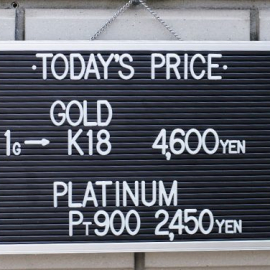 ·TODAY'S PRICE·
GOLD
1G→ K18 4,600YEN
PLATINUM
PT900 2,450YEN